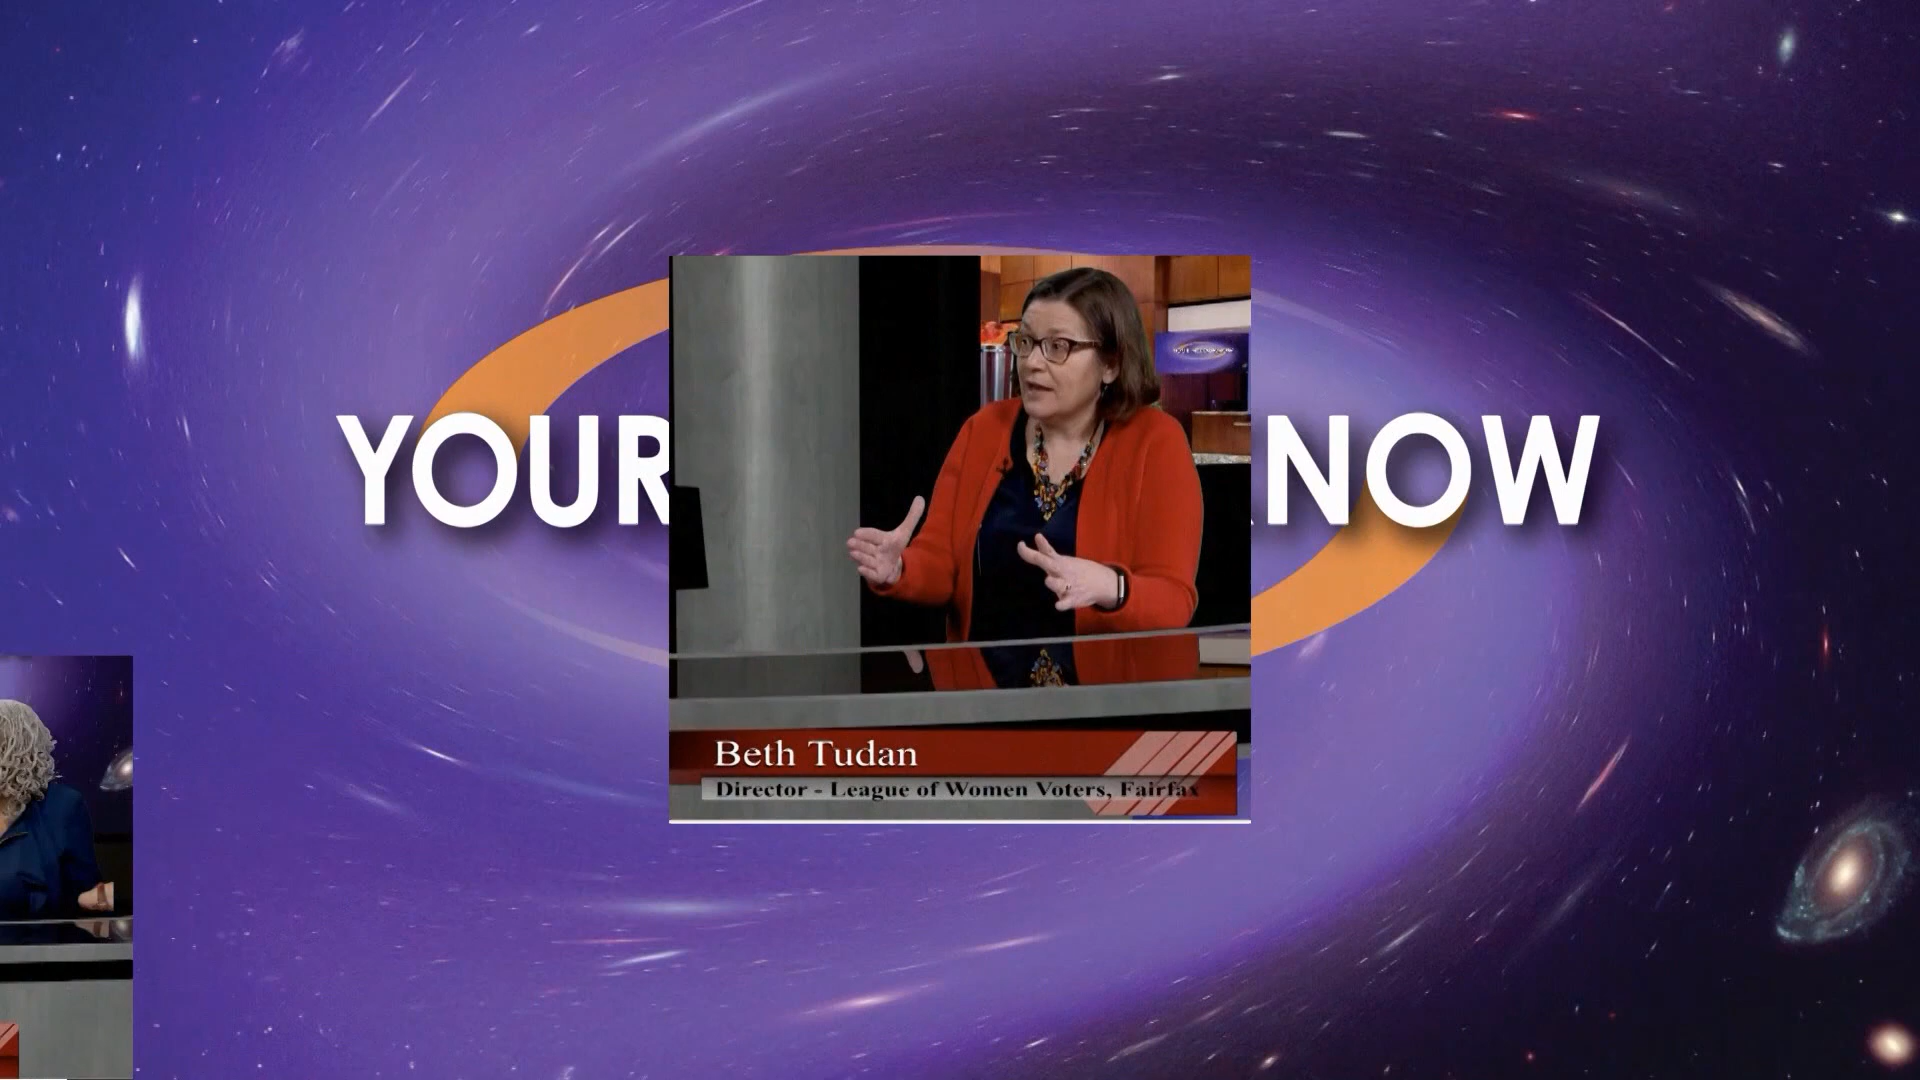 YOUR NOW
Beth Tudan
Director - League of Women Voters, Fairfax